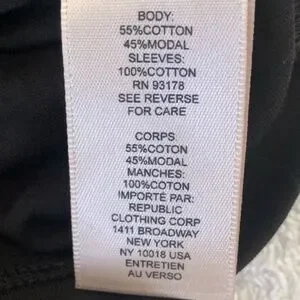 BODY:
55%COTTON
45%MODAL
SLEEVES:
100%COTTON
RN 93178
SEE REVERSE
FOR CARE
CORPS
55%COTON
45%MODAL
MANCHES:
100%COTON
IMPORTÉ PAR:
REPUBLIC
CLOTHING CORP
1411 BROADWAY
NEW YORK
NY 10018 USA
ENTRETIEN
AU VERSO